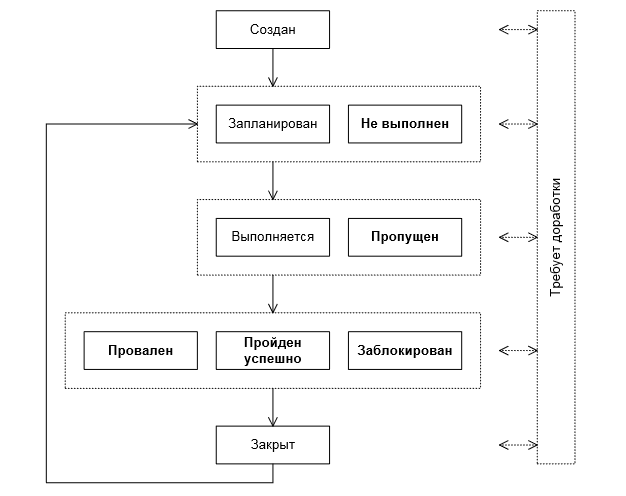 Создан
Запланирован
Не выполнен
Выполняется
Пропущен
Провален
Пройден
успешно
Заблокирован
Закрыт
Требует доработки